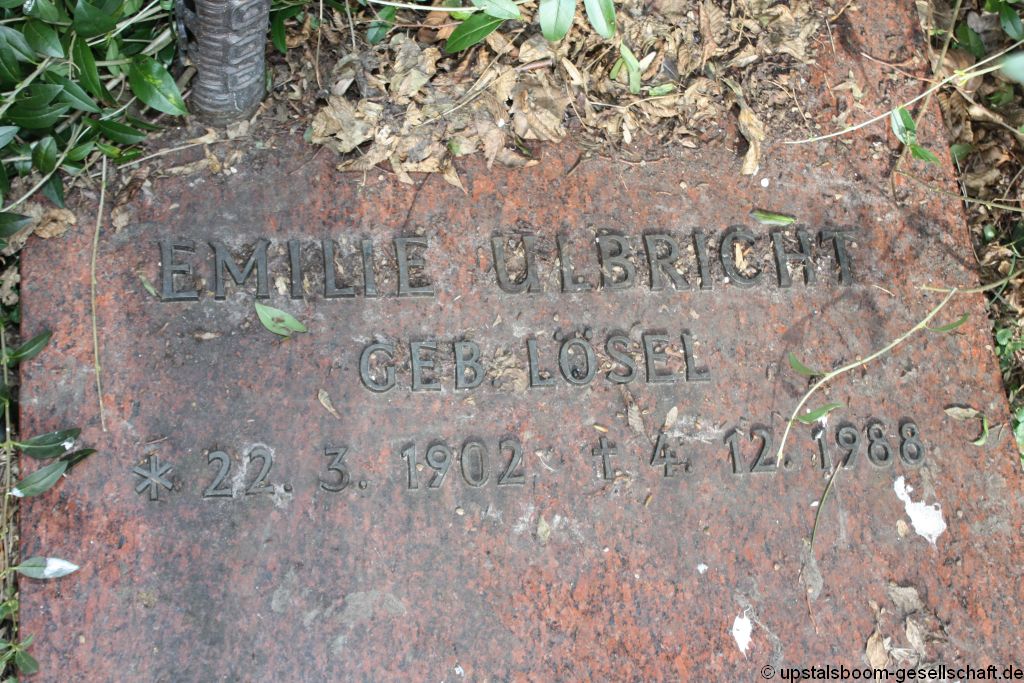 EMILIE ULBRICHT
GEB LÖSEL
* 22. 3. 1902 † 4. 12. 1988
© upstalsboom-gesellschaft.de